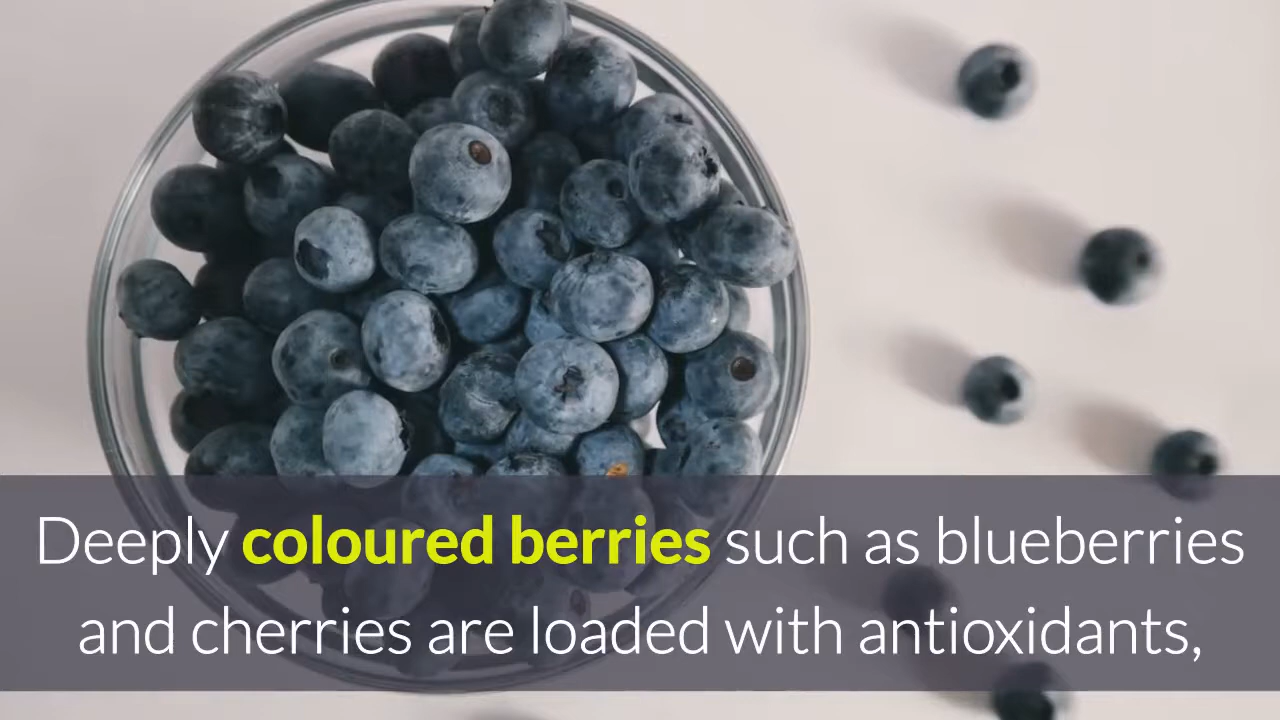 Deeply coloured berries such as blueberries
and cherries are loaded with antioxidants,